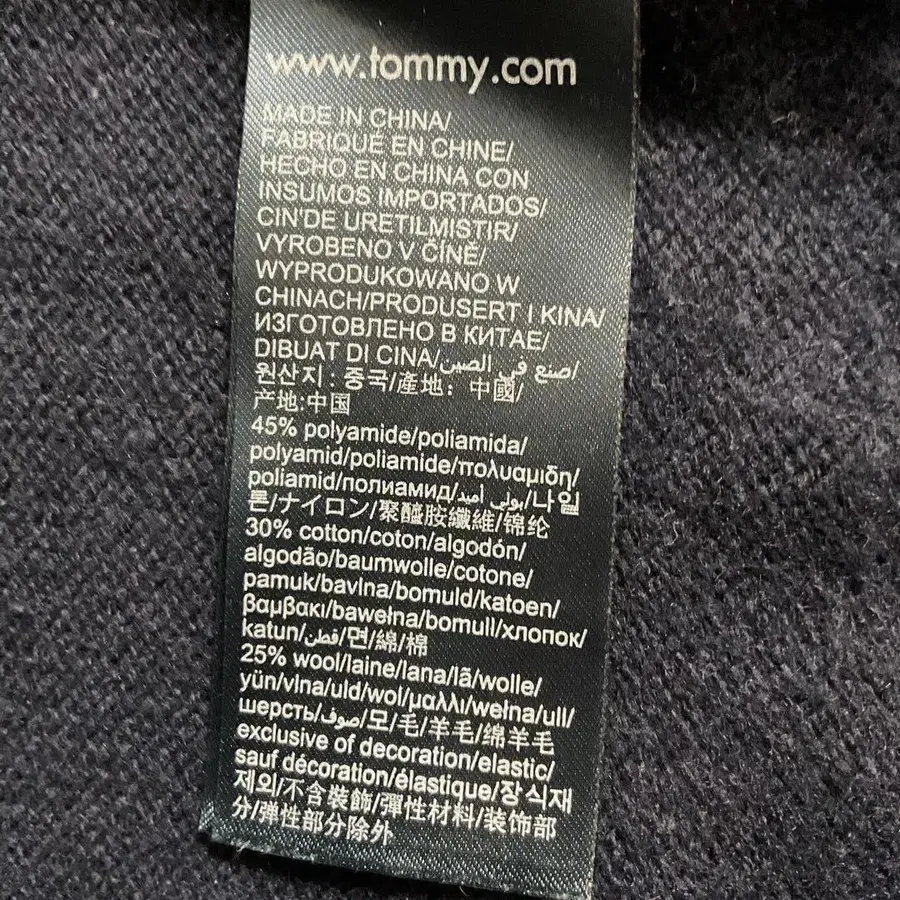 www.tommy.com
MADE IN CHINA/
FABRIQUE EN CHINE/
HECHO EN CHINA CON
INSUMOS IMPORTADOS/
CIN'DE URETILMISTIR/
VYROBENO V ČÍNĚ/
WYPRODUKOWANO W
CHINACH/PRODUSERT I KINA/
ИЗГОТОВЛЕНО В КИТАЕ/
DIBUAT DI CINA/صنع في الصين/
원산지 : 중국/產地： 中國/
产地:中国
45% polyamide/poliamida/
polyamid/poliamide/πολυαμιδη/
poliamid/полиамид/بولي أميد/나일
론/ナイロン/聚醯胺纖維/锦纶
30% cotton/coton/algodón/
algodão/baumwolle/cotone/
pamuk/bavlna/bomuld/katoen/
βαμβακι/bawełna/bomull/хлопок/
katun/قطن/면/綿/棉
25% wool/laine/lana/lã/wolle/
yün/vlna/uld/wol/μαλλι/wełna/ull/
шерсть/صوف/모/毛/羊毛/绵羊毛
exclusive of decoration/elastic/
sauf décoration/élastique/장식재
제외/不含裝飾/彈性材料/装饰部
分/弹性部分除外